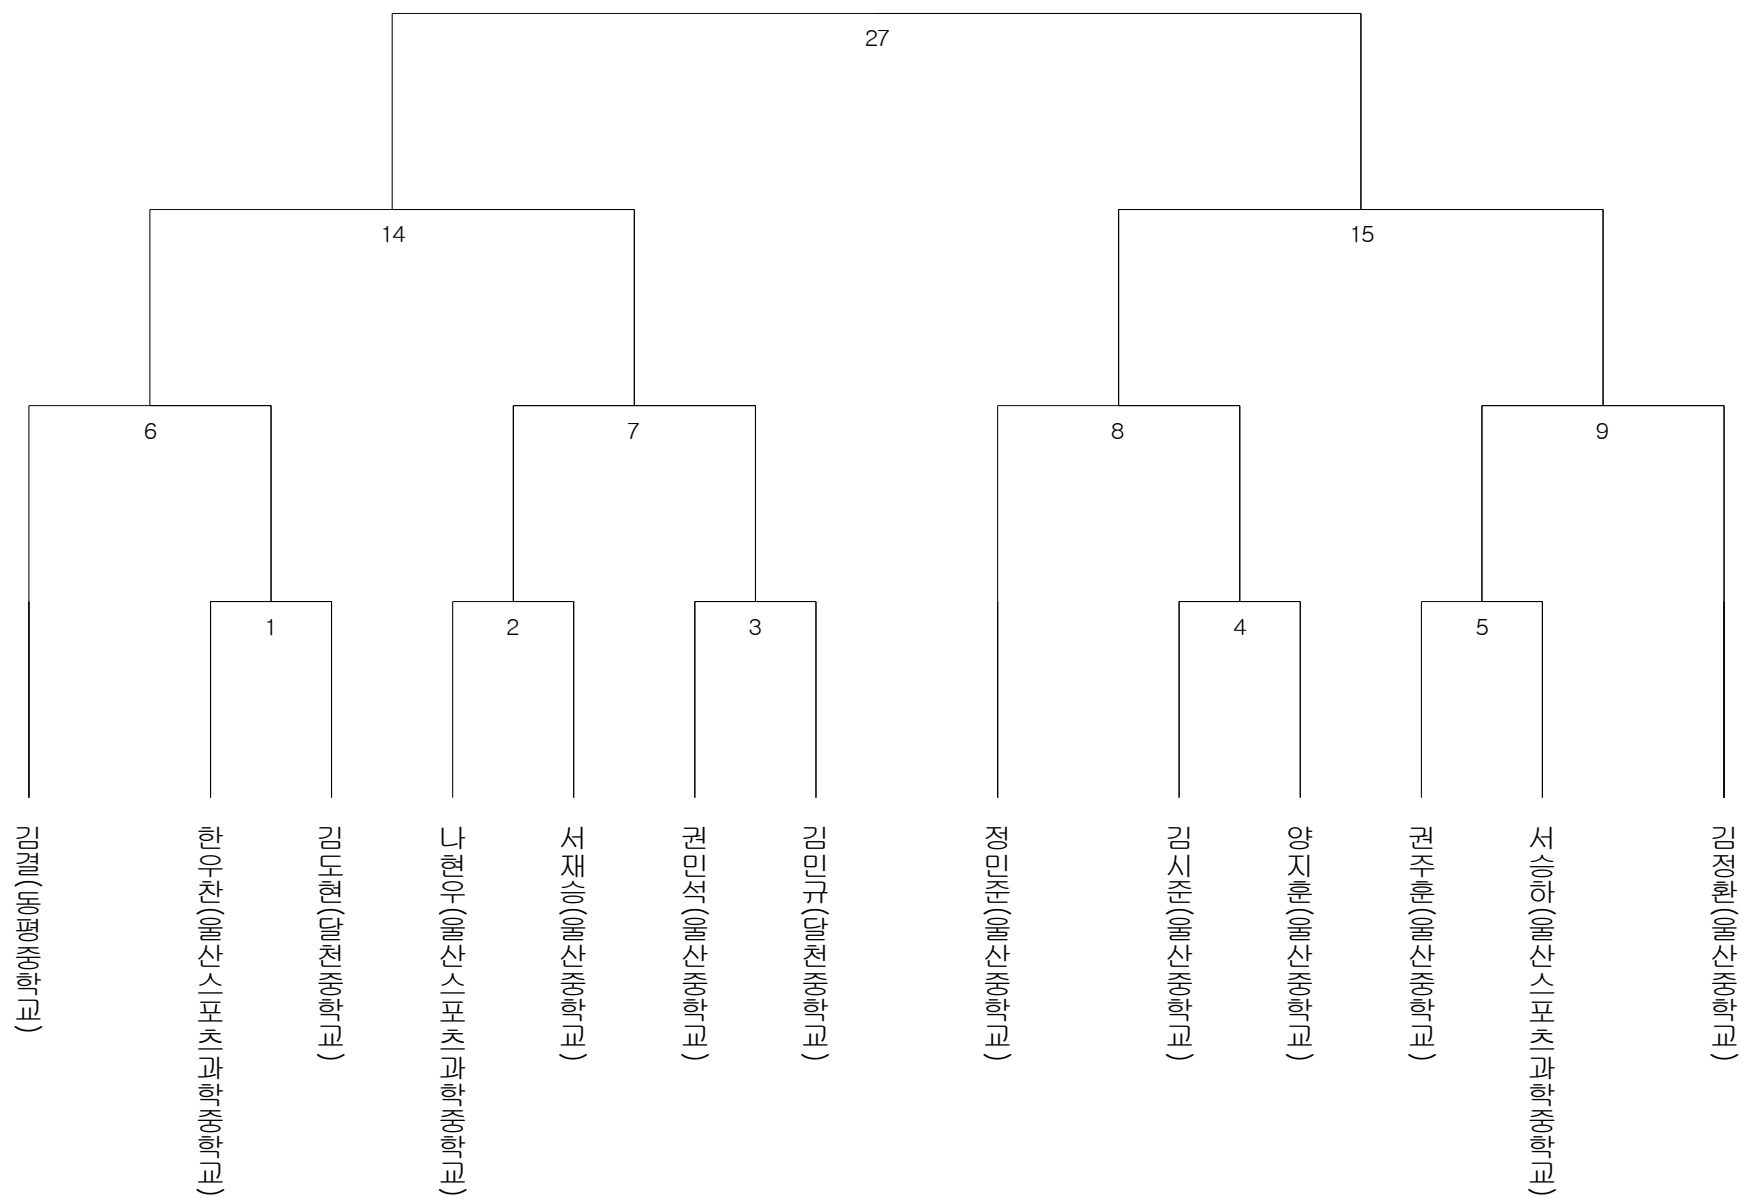 27
14
15
6
7
8
9
1
2
3
4
5
김결(동평중학교)
한우찬(울산스포츠과학중학교)
김도현(달천중학교)
나현우(울산스포츠과학중학교)
서재승(울산중학교)
권민석(울산중학교)
김민규(달천중학교)
정민준(울산중학교)
김시준(울산중학교)
양지훈(울산중학교)
권주훈(울산중학교)
서승하(울산스포츠과학중학교)
김정환(울산중학교)